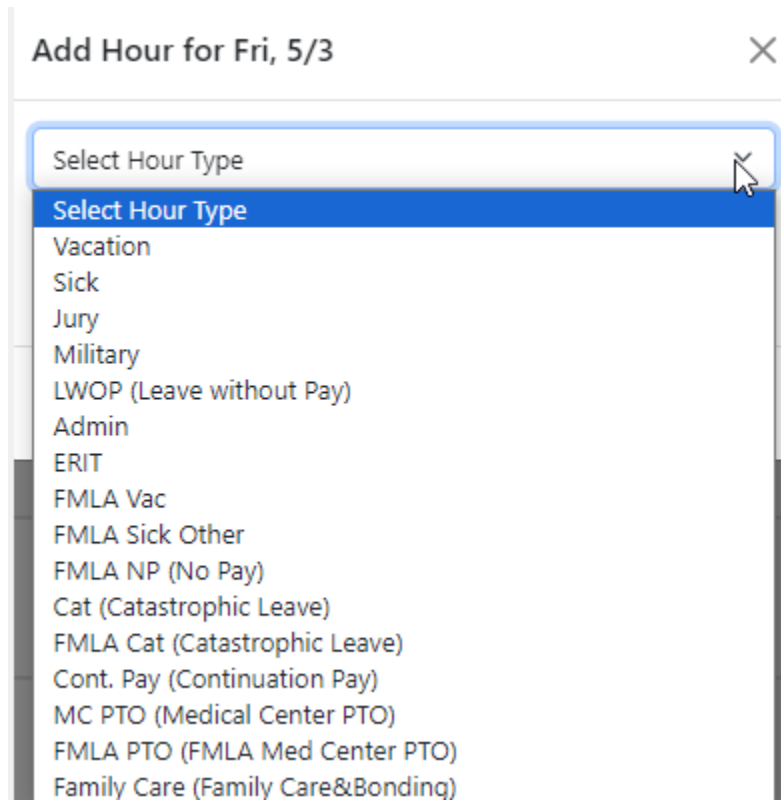 Add Hour for Fri, 5/3
Select Hour Type
Select Hour Type
Vacation
Sick
Jury
Military
LWOP (Leave without Pay)
Admin
ERIT
FMLA Vac
FMLA Sick Other
FMLA NP (No Pay)
Cat (Catastrophic Leave)
FMLA Cat (Catastrophic Leave)
Cont. Pay (Continuation Pay)
MC PTO (Medical Center PTO)
FMLA PTO (FMLA Med Center PTO)
Family Care (Family Care&Bonding)